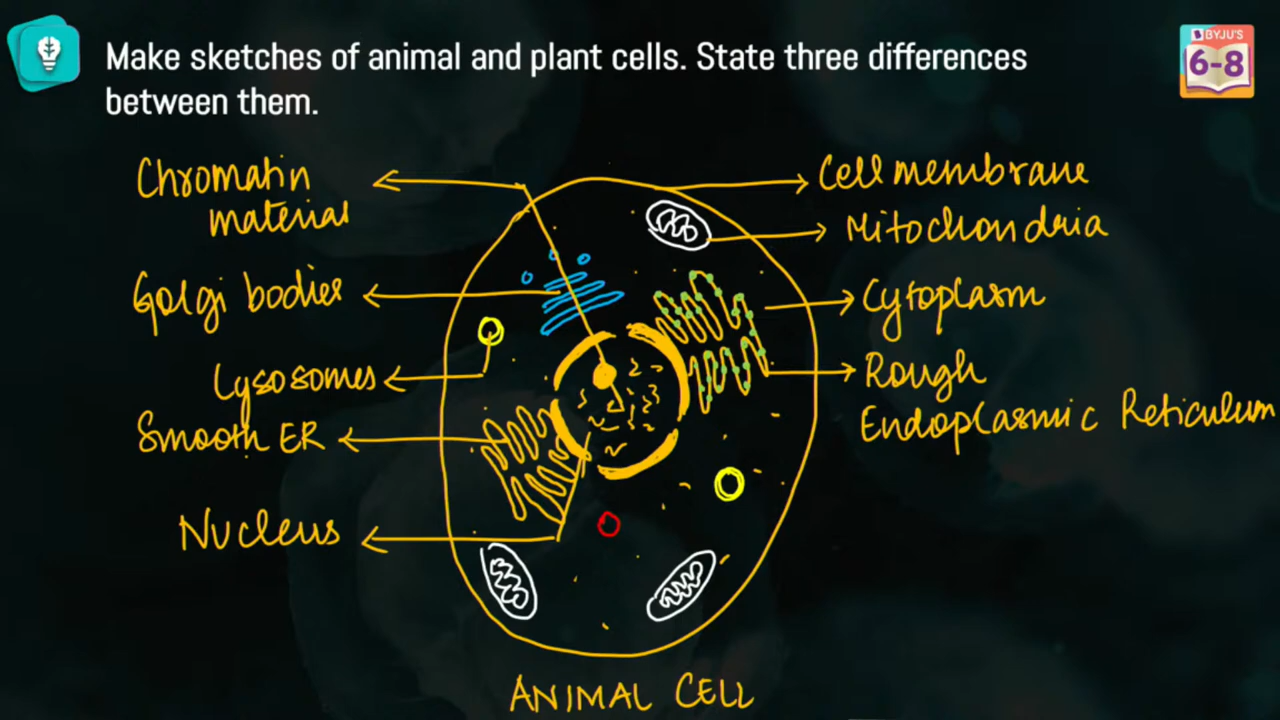 Make sketches of animal and plant cells. State three differences
between them.
BYJU'S
6-8
Chromatin
material
Golgi bodies
Lysosomes
Smooth ER
Nucleus
Cell membrane
Mitochondria
Cytoplasm
Rough
Endoplasmic Reticulum
ANIMAL CELL